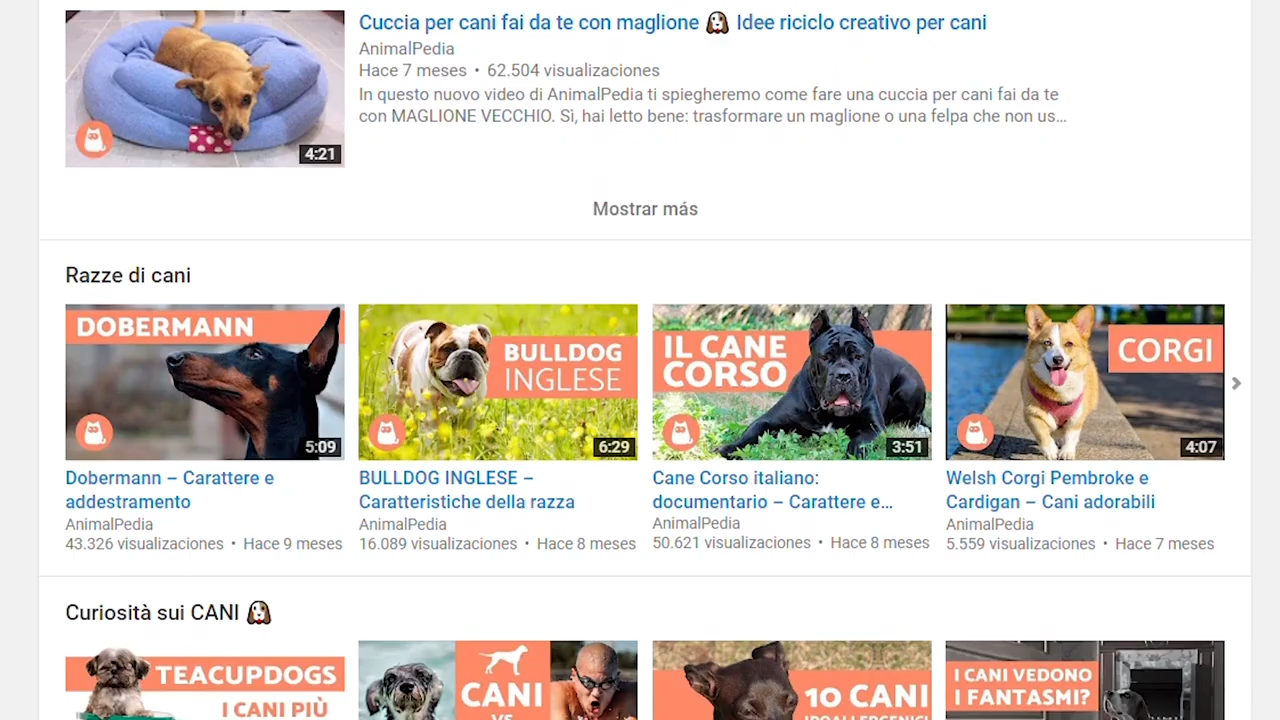 Cuccia per cani fai da te con maglione 🐶 Idee riciclo creativo per cani
AnimalPedia
Hace 7 meses • 62.504 visualizaciones
In questo nuovo video di AnimalPedia ti spiegheremo come fare una cuccia per cani fai da te
con MAGLIONE VECCHIO. Sì, hai letto bene: trasformare un maglione o una felpa che non us...
4:21
Mostrar más
Razze di cani
DOBERMANN
5:09
BULLDOG
INGLESE
6:29
IL CANE
CORSO
3:51
CORGI
4:07
Dobermann – Carattere e
addestramento
AnimalPedia
43.326 visualizaciones • Hace 9 meses
BULLDOG INGLESE –
Caratteristiche della razza
AnimalPedia
16.089 visualizaciones • Hace 8 meses
Cane Corso italiano:
documentario – Carattere e...
AnimalPedia
50.621 visualizaciones • Hace 8 meses
Welsh Corgi Pembroke e
Cardigan – Cani adorabili
AnimalPedia
5.559 visualizaciones • Hace 7 meses
Curiosità sui CANI 🐶
TEACUPDOGS
I CANI PIÙ
CANI
VS
10 CANI
IPOALLERGENICI
I CANI VEDONO
I FANTASMI?